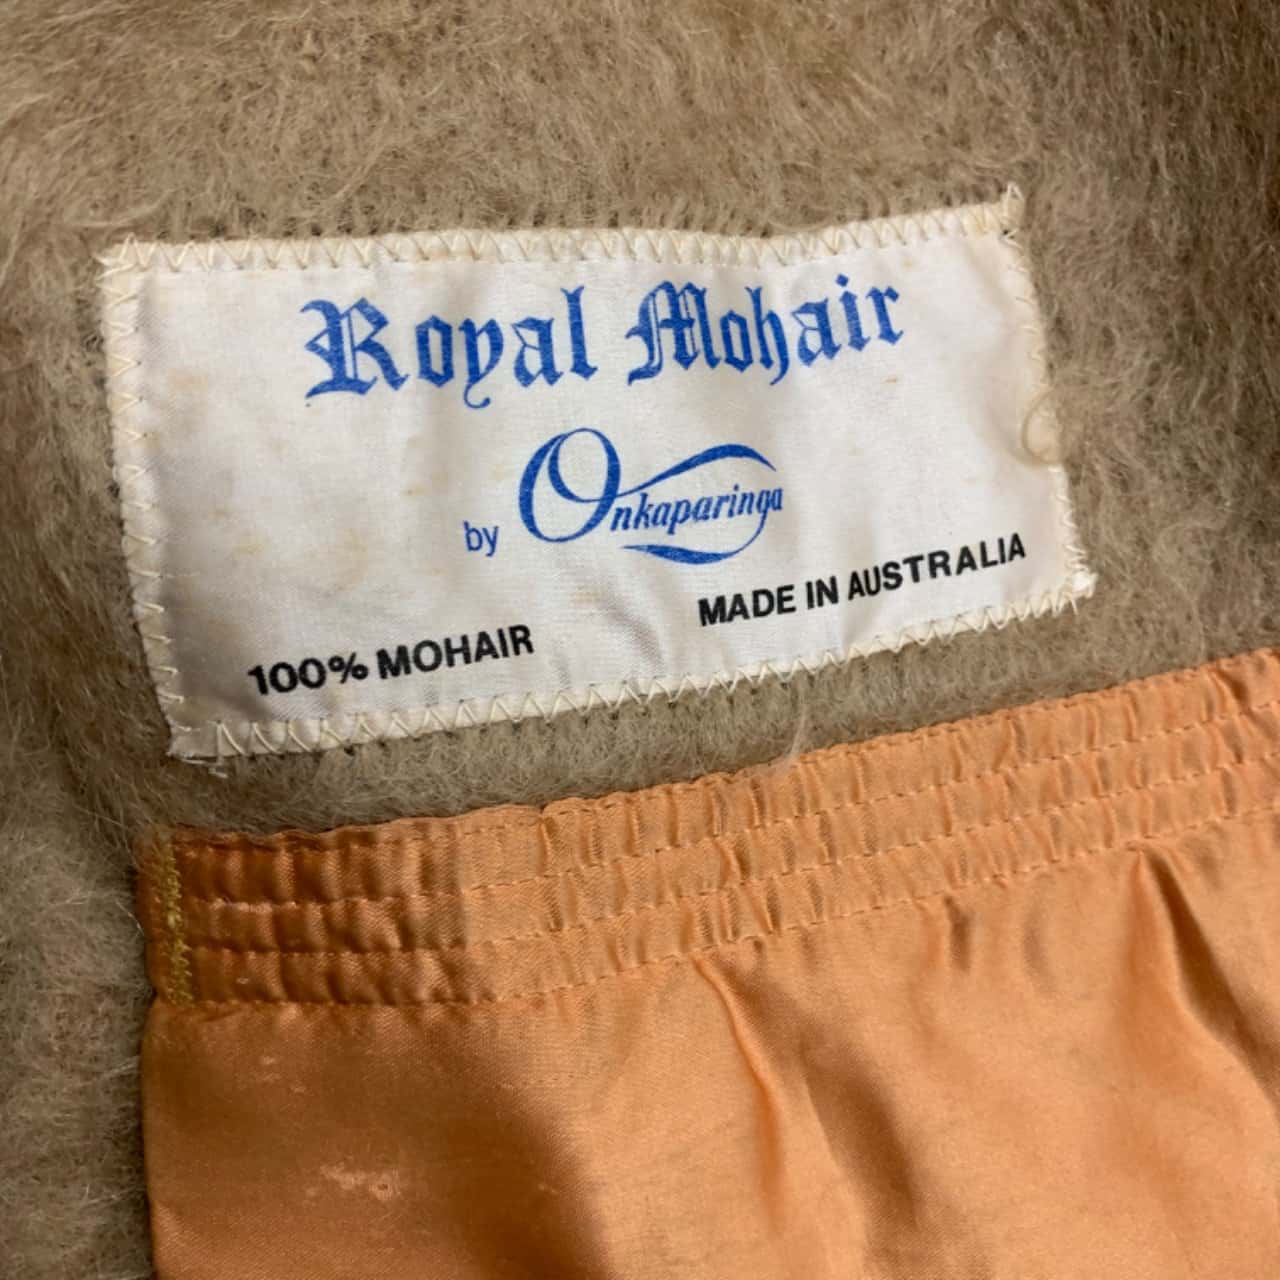 Royal Mohair
by Onkaparinga
MADE IN AUSTRALIA
100% MOHAIR